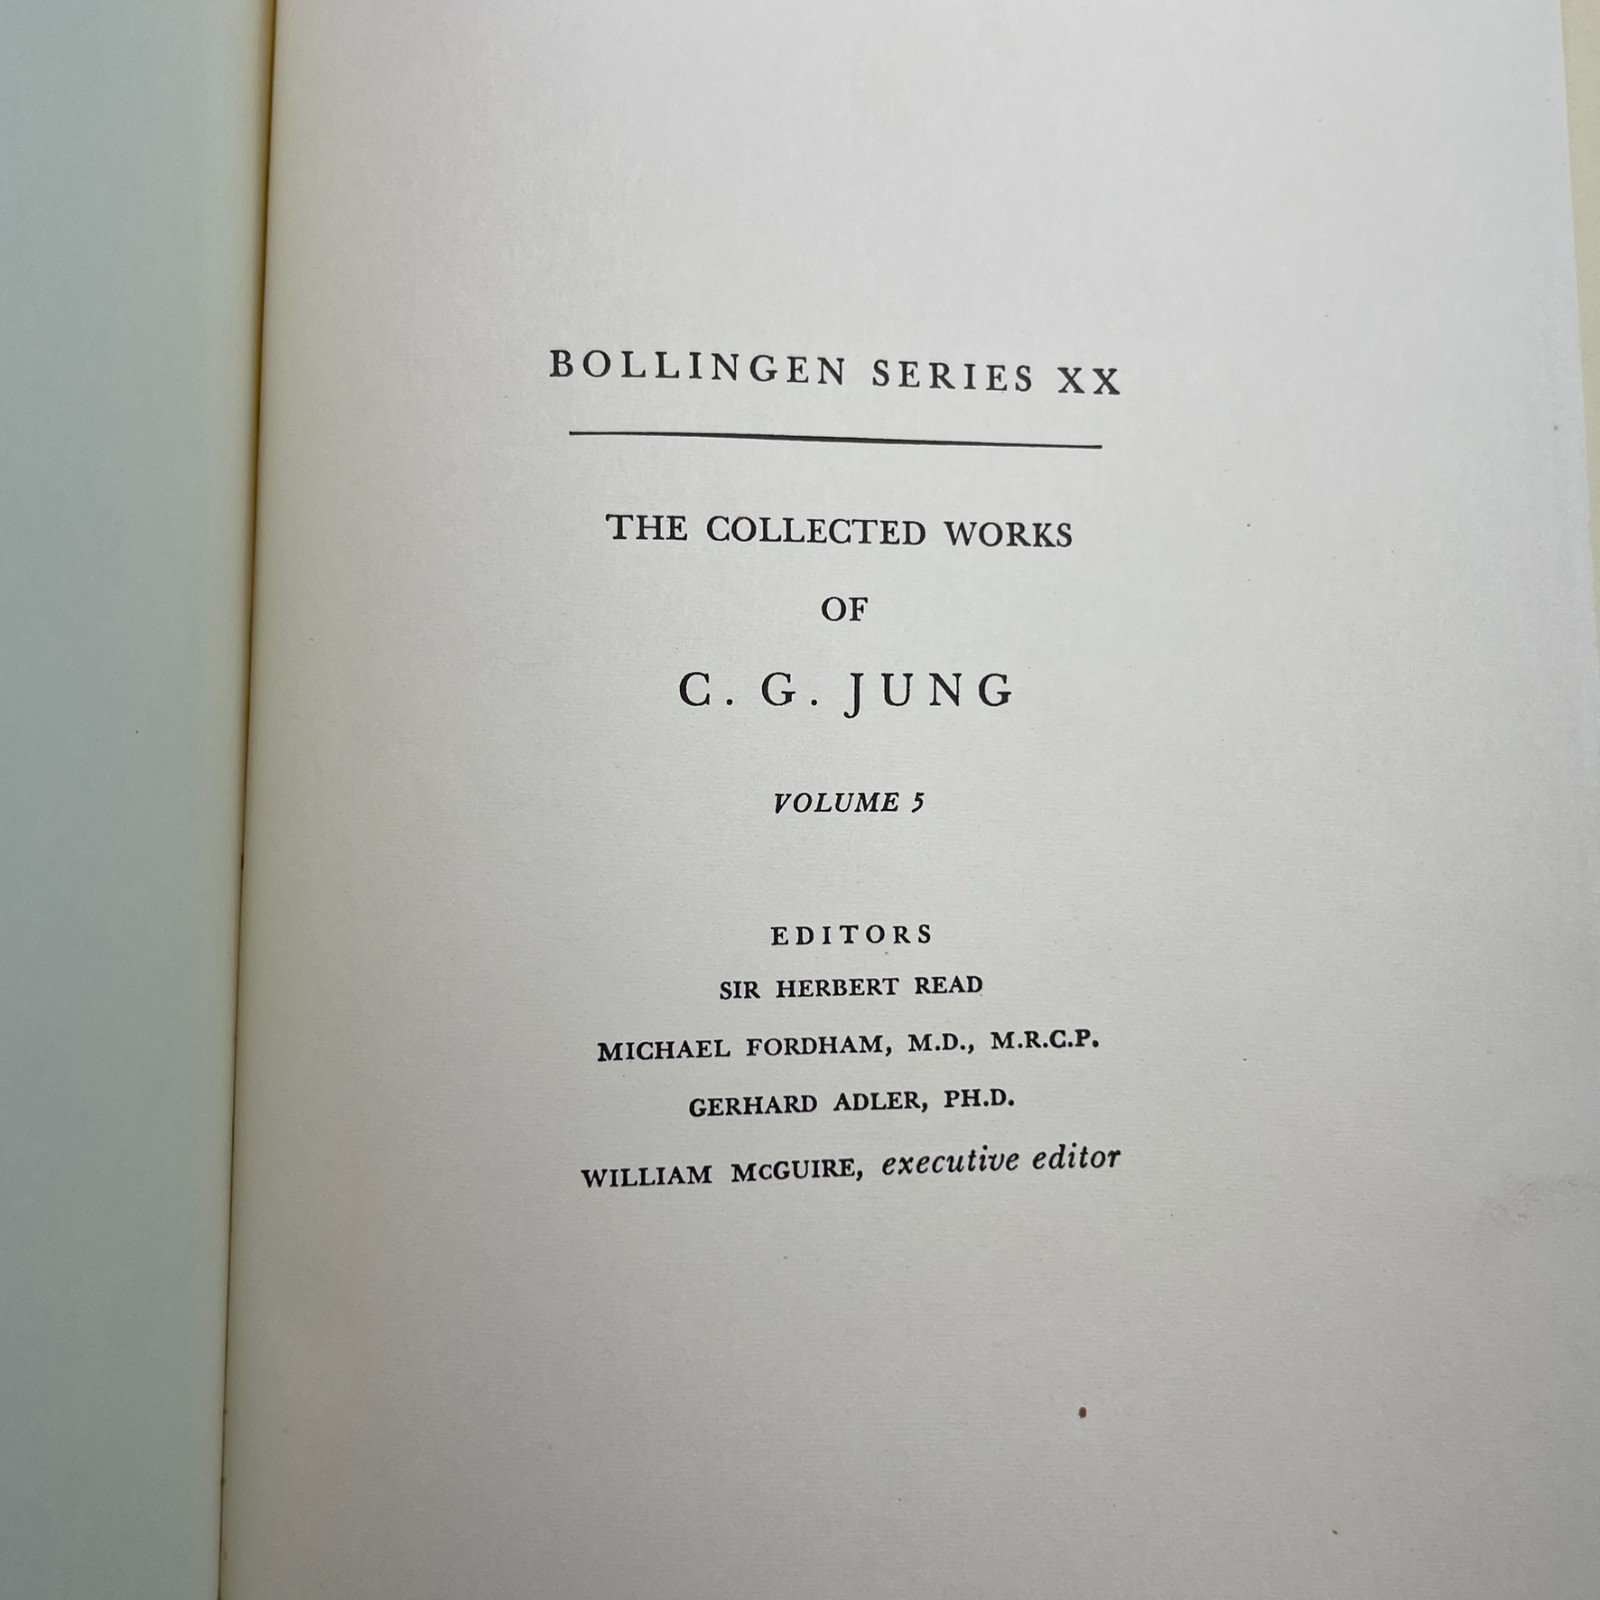 BOLLINGEN SERIES XX
THE COLLECTED WORKS
OF
C. G. JUNG
VOLUME 5
EDITORS
SIR HERBERT READ
MICHAEL FORDHAM, M.D., M.R.C.P.
GERHARD ADLER, PH.D.
WILLIAM McGUIRE, executive editor